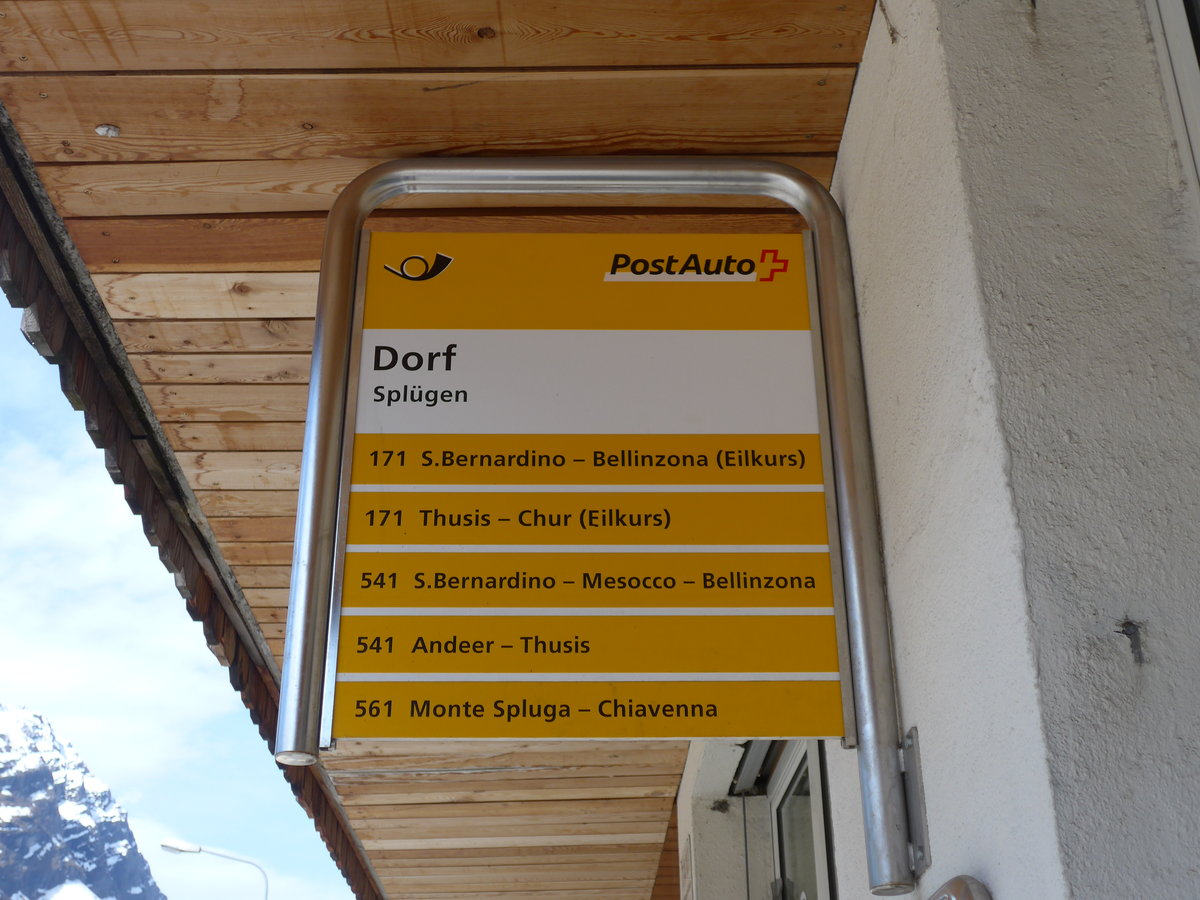 PostAuto
Dorf
Splügen
171 S.Bernardino – Bellinzona (Eilkurs)
171 Thusis – Chur (Eilkurs)
541 S.Bernardino – Mesocco – Bellinzona
541 Andeer – Thusis
561 Monte Spluga – Chiavenna